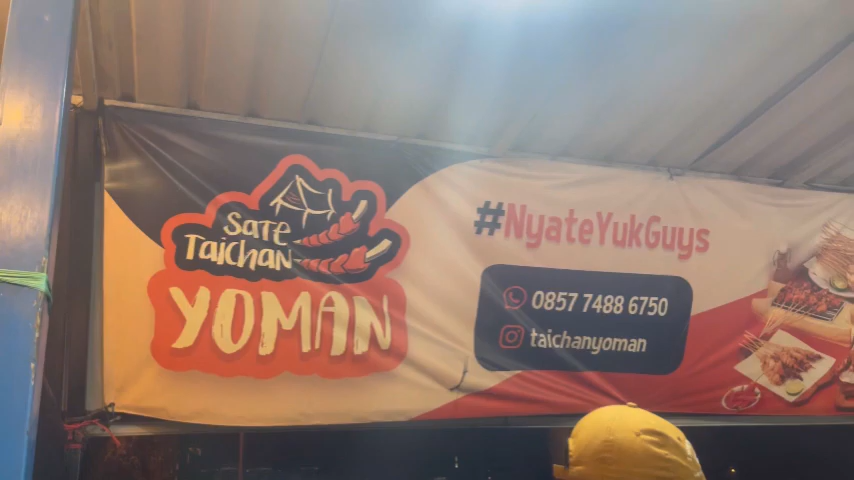 Sate
Taichan
YOMAN
#NyateYukGuys
0857 7488 6750
taichanyoman